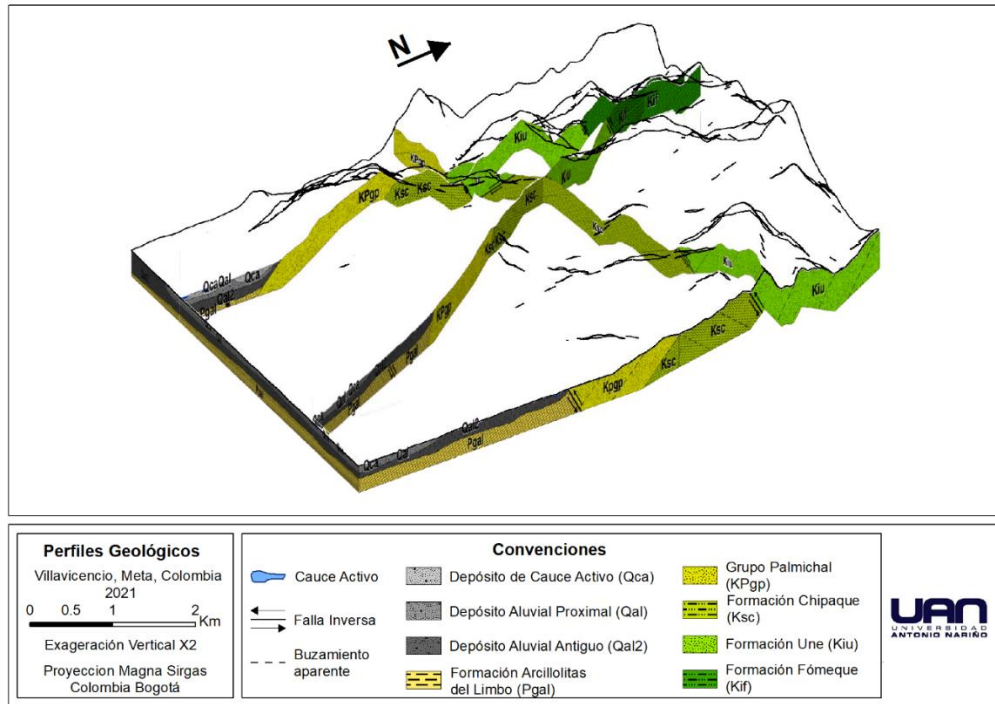 N
Kif
Kif
Kiu
KPgp
Kiu
KPgp
Ksc
Ksc
Ksc
Ksc
Kiu
Kiu
Qca
Qal
Qca
Qal2
Pgal
KPgp
Ksc
Pgal
Kpgp
Ksc
Qal2
Pgal
Qca
Qal
Perfiles Geológicos
Villavicencio, Meta, Colombia
2021
0 0.5 1 2
Km
Exageración Vertical X2
Proyeccion Magna Sirgas
Colombia Bogotá
Convenciones
Cauce Activo
Falla Inversa
Buzamiento
aparente
Depósito de Cauce Activo (Qca)
Depósito Aluvial Proximal (Qal)
Depósito Aluvial Antiguo (Qal2)
Formación Arcillolitas
del Limbo (Pgal)
Grupo Palmichal
(KPgp)
Formación Chipaque
(Ksc)
Formación Une (Kiu)
Formación Fómeque
(Kif)
UAN
UNIVERSIDAD
ANTONIO NARIÑO